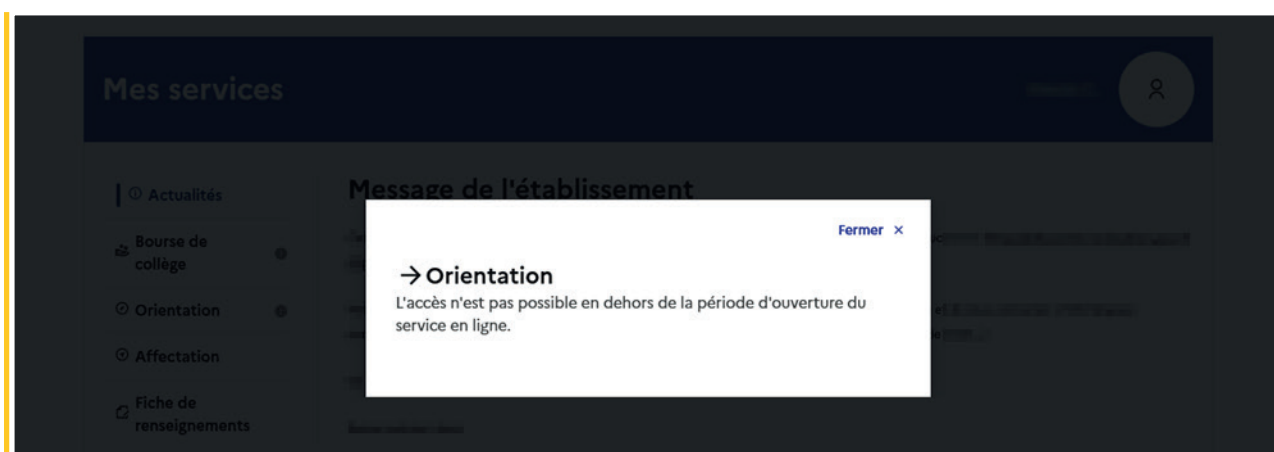 Mes services
Actualités
Bourse de
collège
Orientation
Affectation
Fiche de
renseignements
Message de l'établissement
Fermer ×
→ Orientation
L'accès n'est pas possible en dehors de la période d'ouverture du
service en ligne.